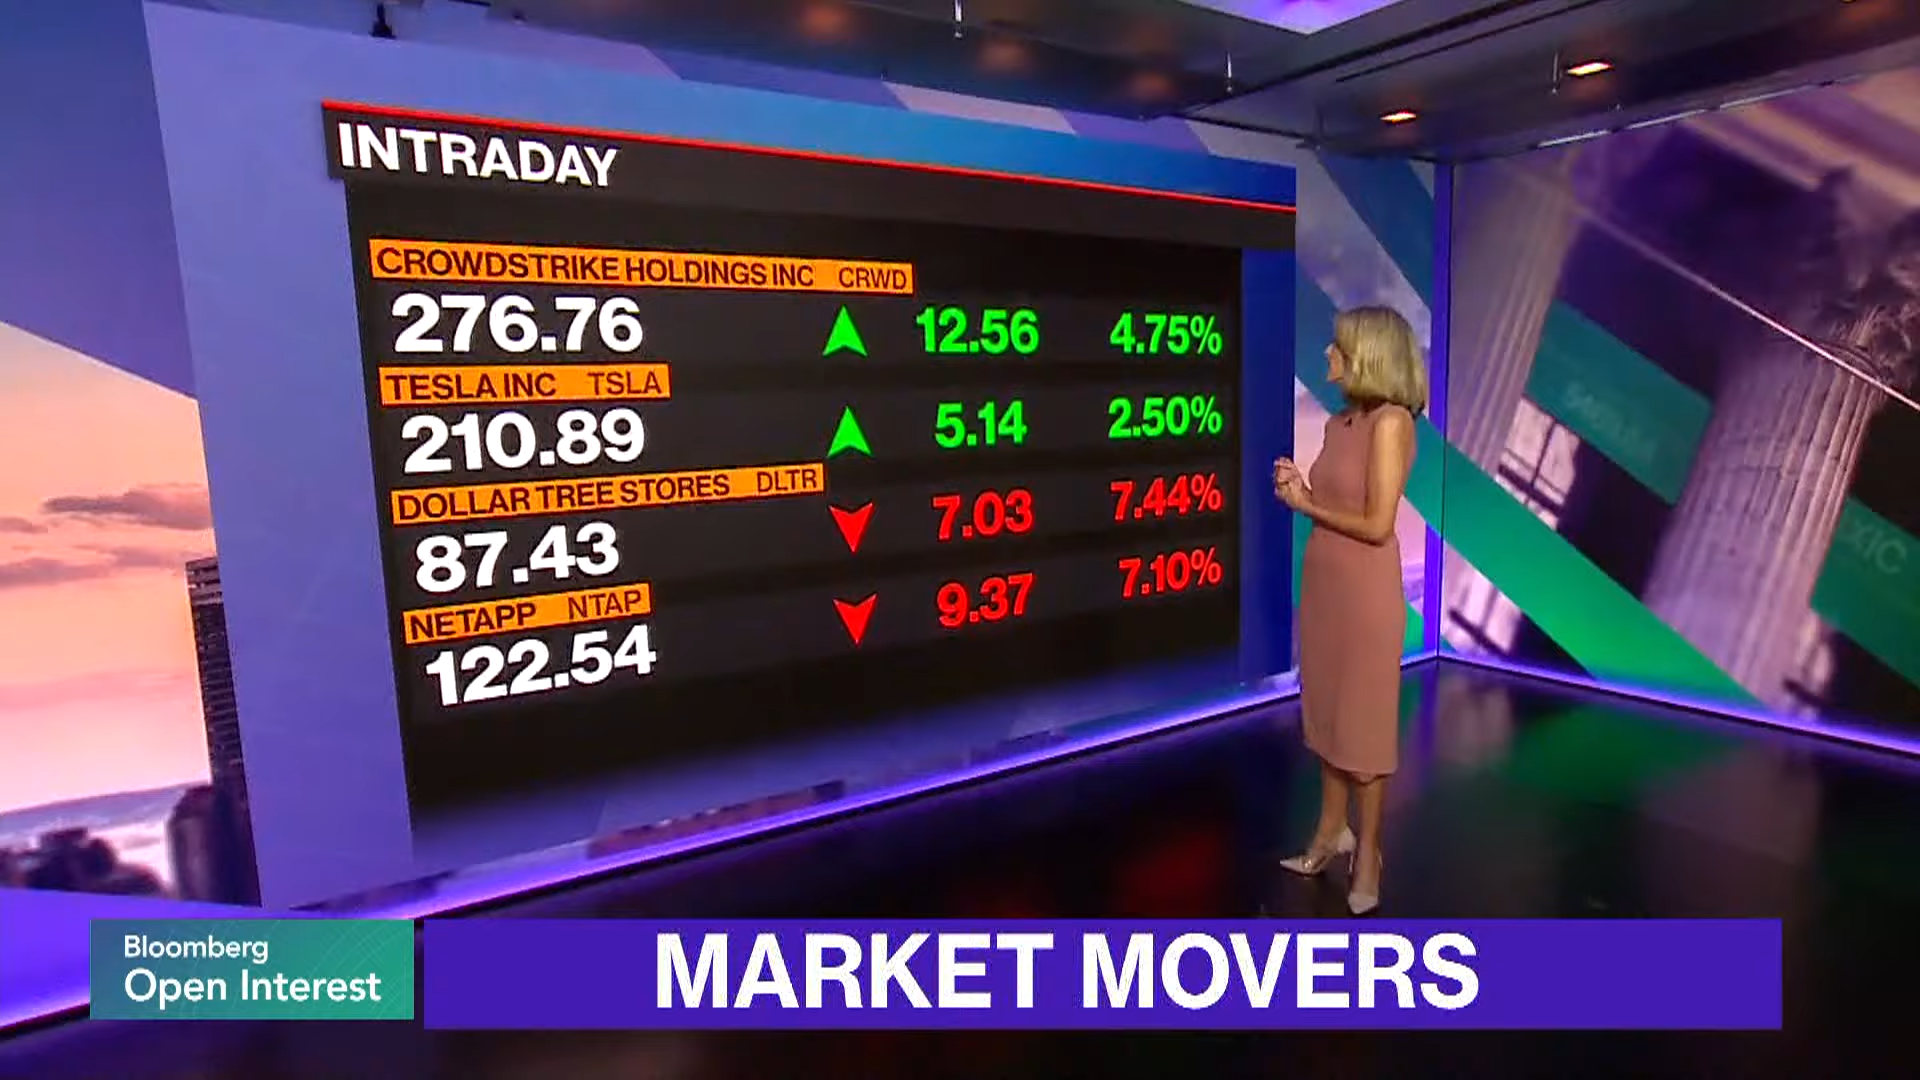 INTRADAY
CROWDSTRIKE HOLDINGS INC CRWD
276.76 12.56 4.75%
TESLA INC TSLA
210.89 5.14 2.50%
DOLLAR TREE STORES DLTR
87.43 7.03 7.44%
NETAPP NTAP
122.54 9.37 7.10%
Bloomberg
Open Interest
MARKET MOVERS